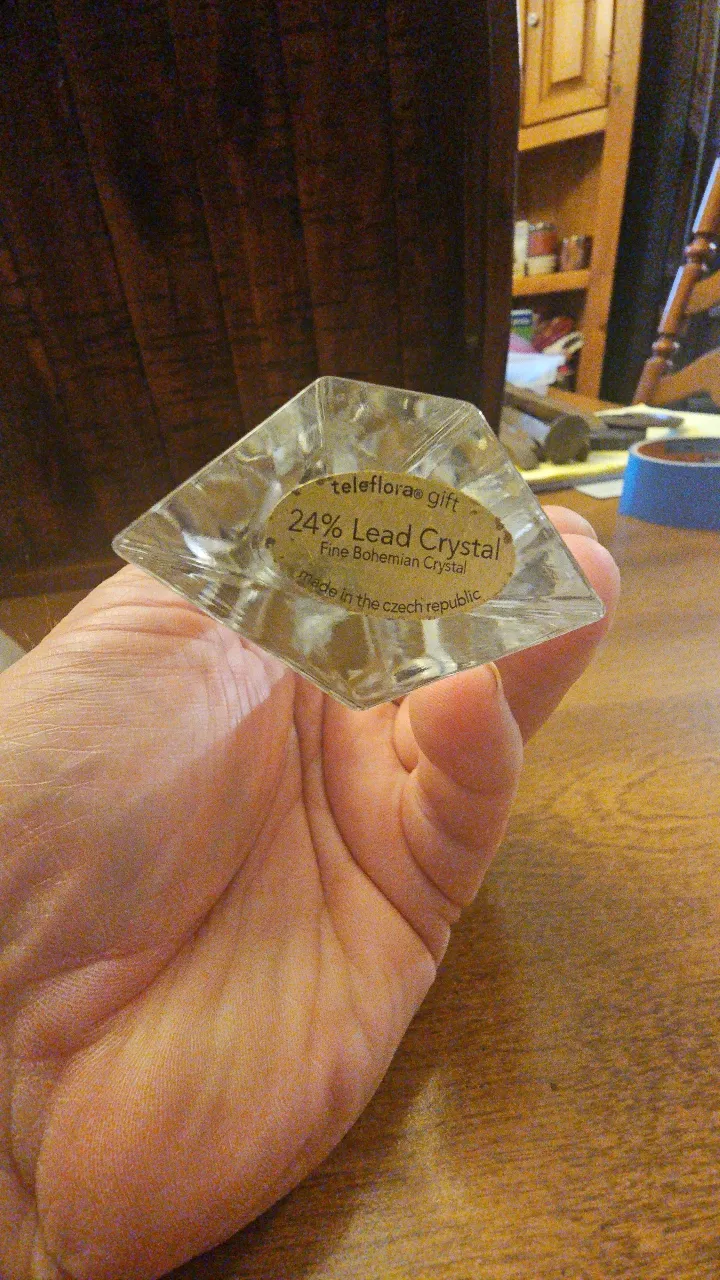 teleflora® gift
24% Lead Crystal
Fine Bohemian Crystal
made in the czech republic